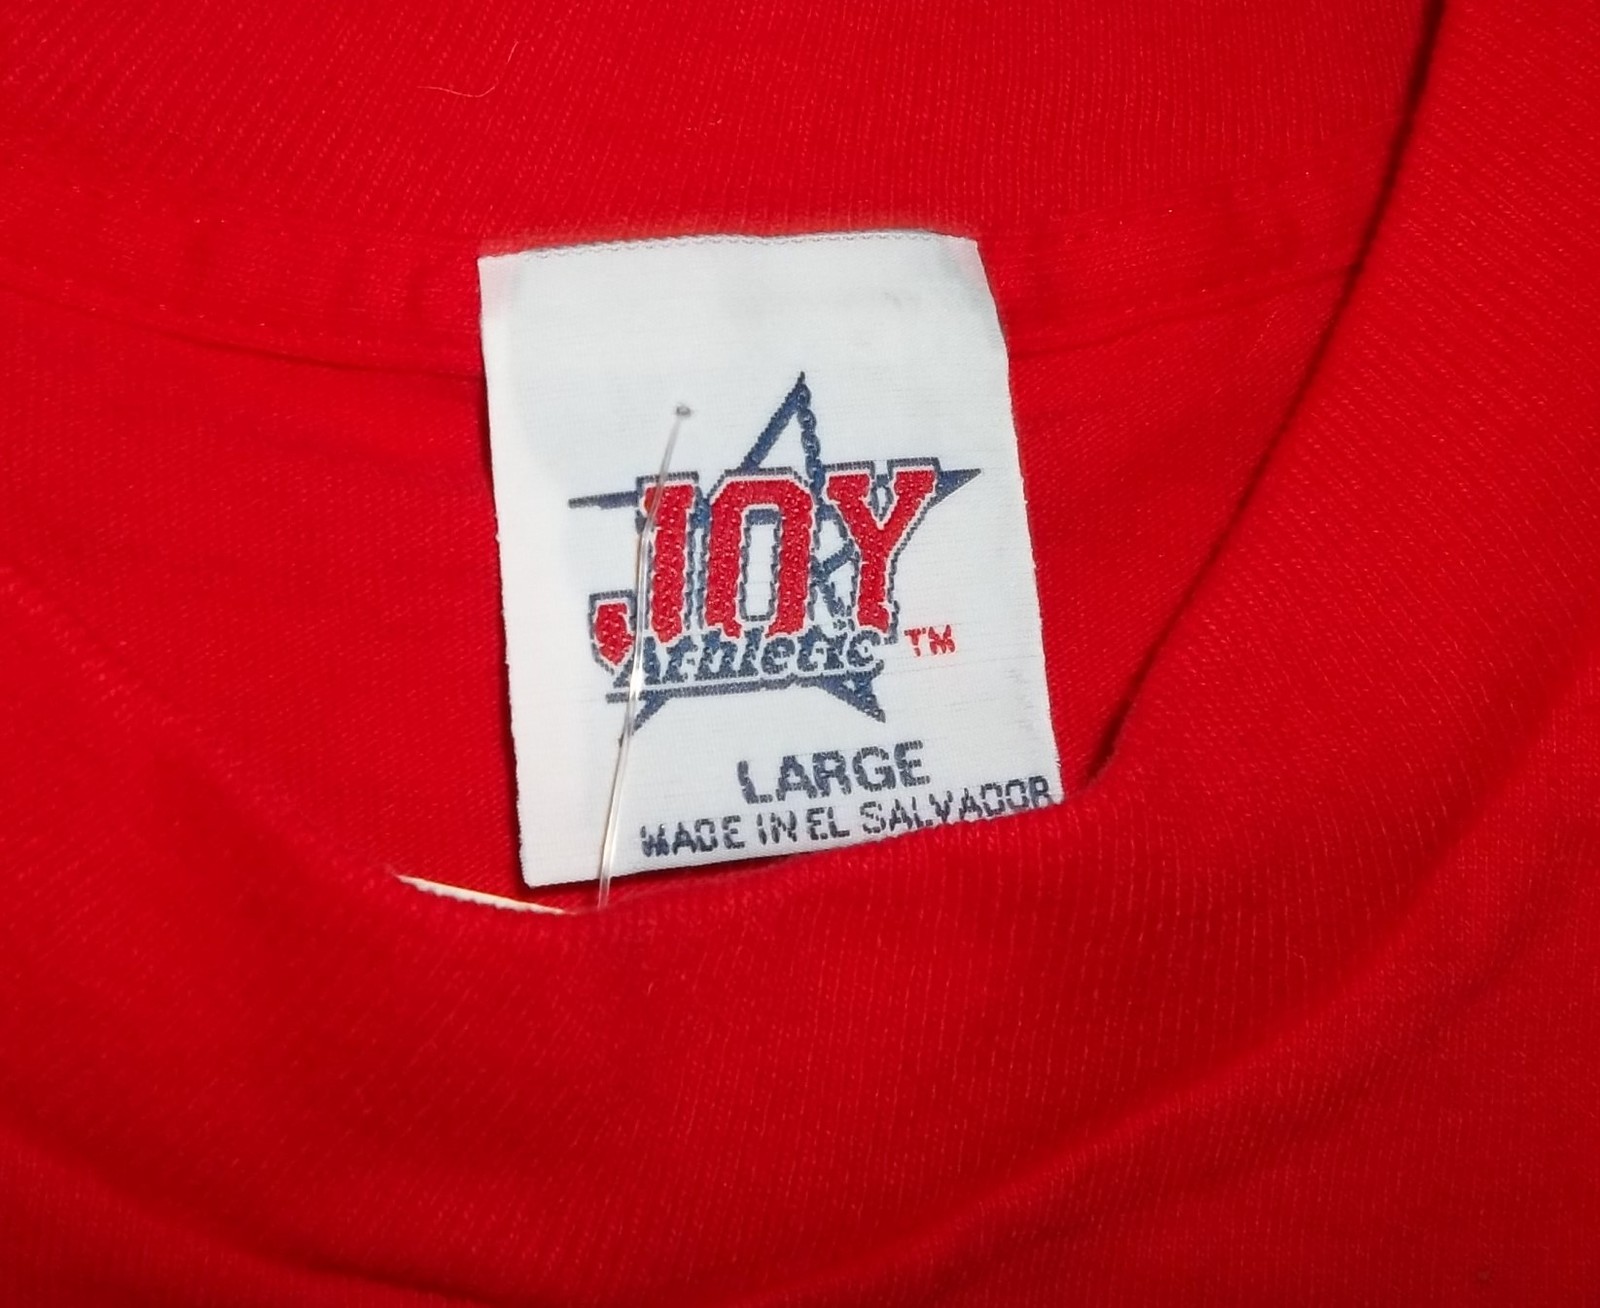 JOY
Athletic ™
LARGE
MADE IN EL SALVADOR